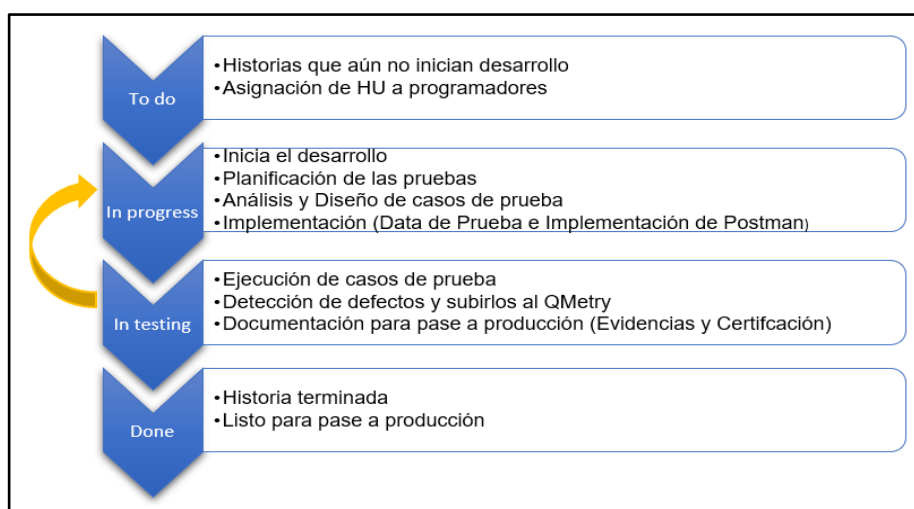 To do
•Historias que aún no inician desarrollo
•Asignación de HU a programadores
In progress
•Inicia el desarrollo
•Planificación de las pruebas
•Análisis y Diseño de casos de prueba
•Implementación (Data de Prueba e Implementación de Postman)
In testing
•Ejecución de casos de prueba
•Detección de defectos y subirlos al QMetry
•Documentación para pase a producción (Evidencias y Certifcación)
Done
•Historia terminada
•Listo para pase a producción